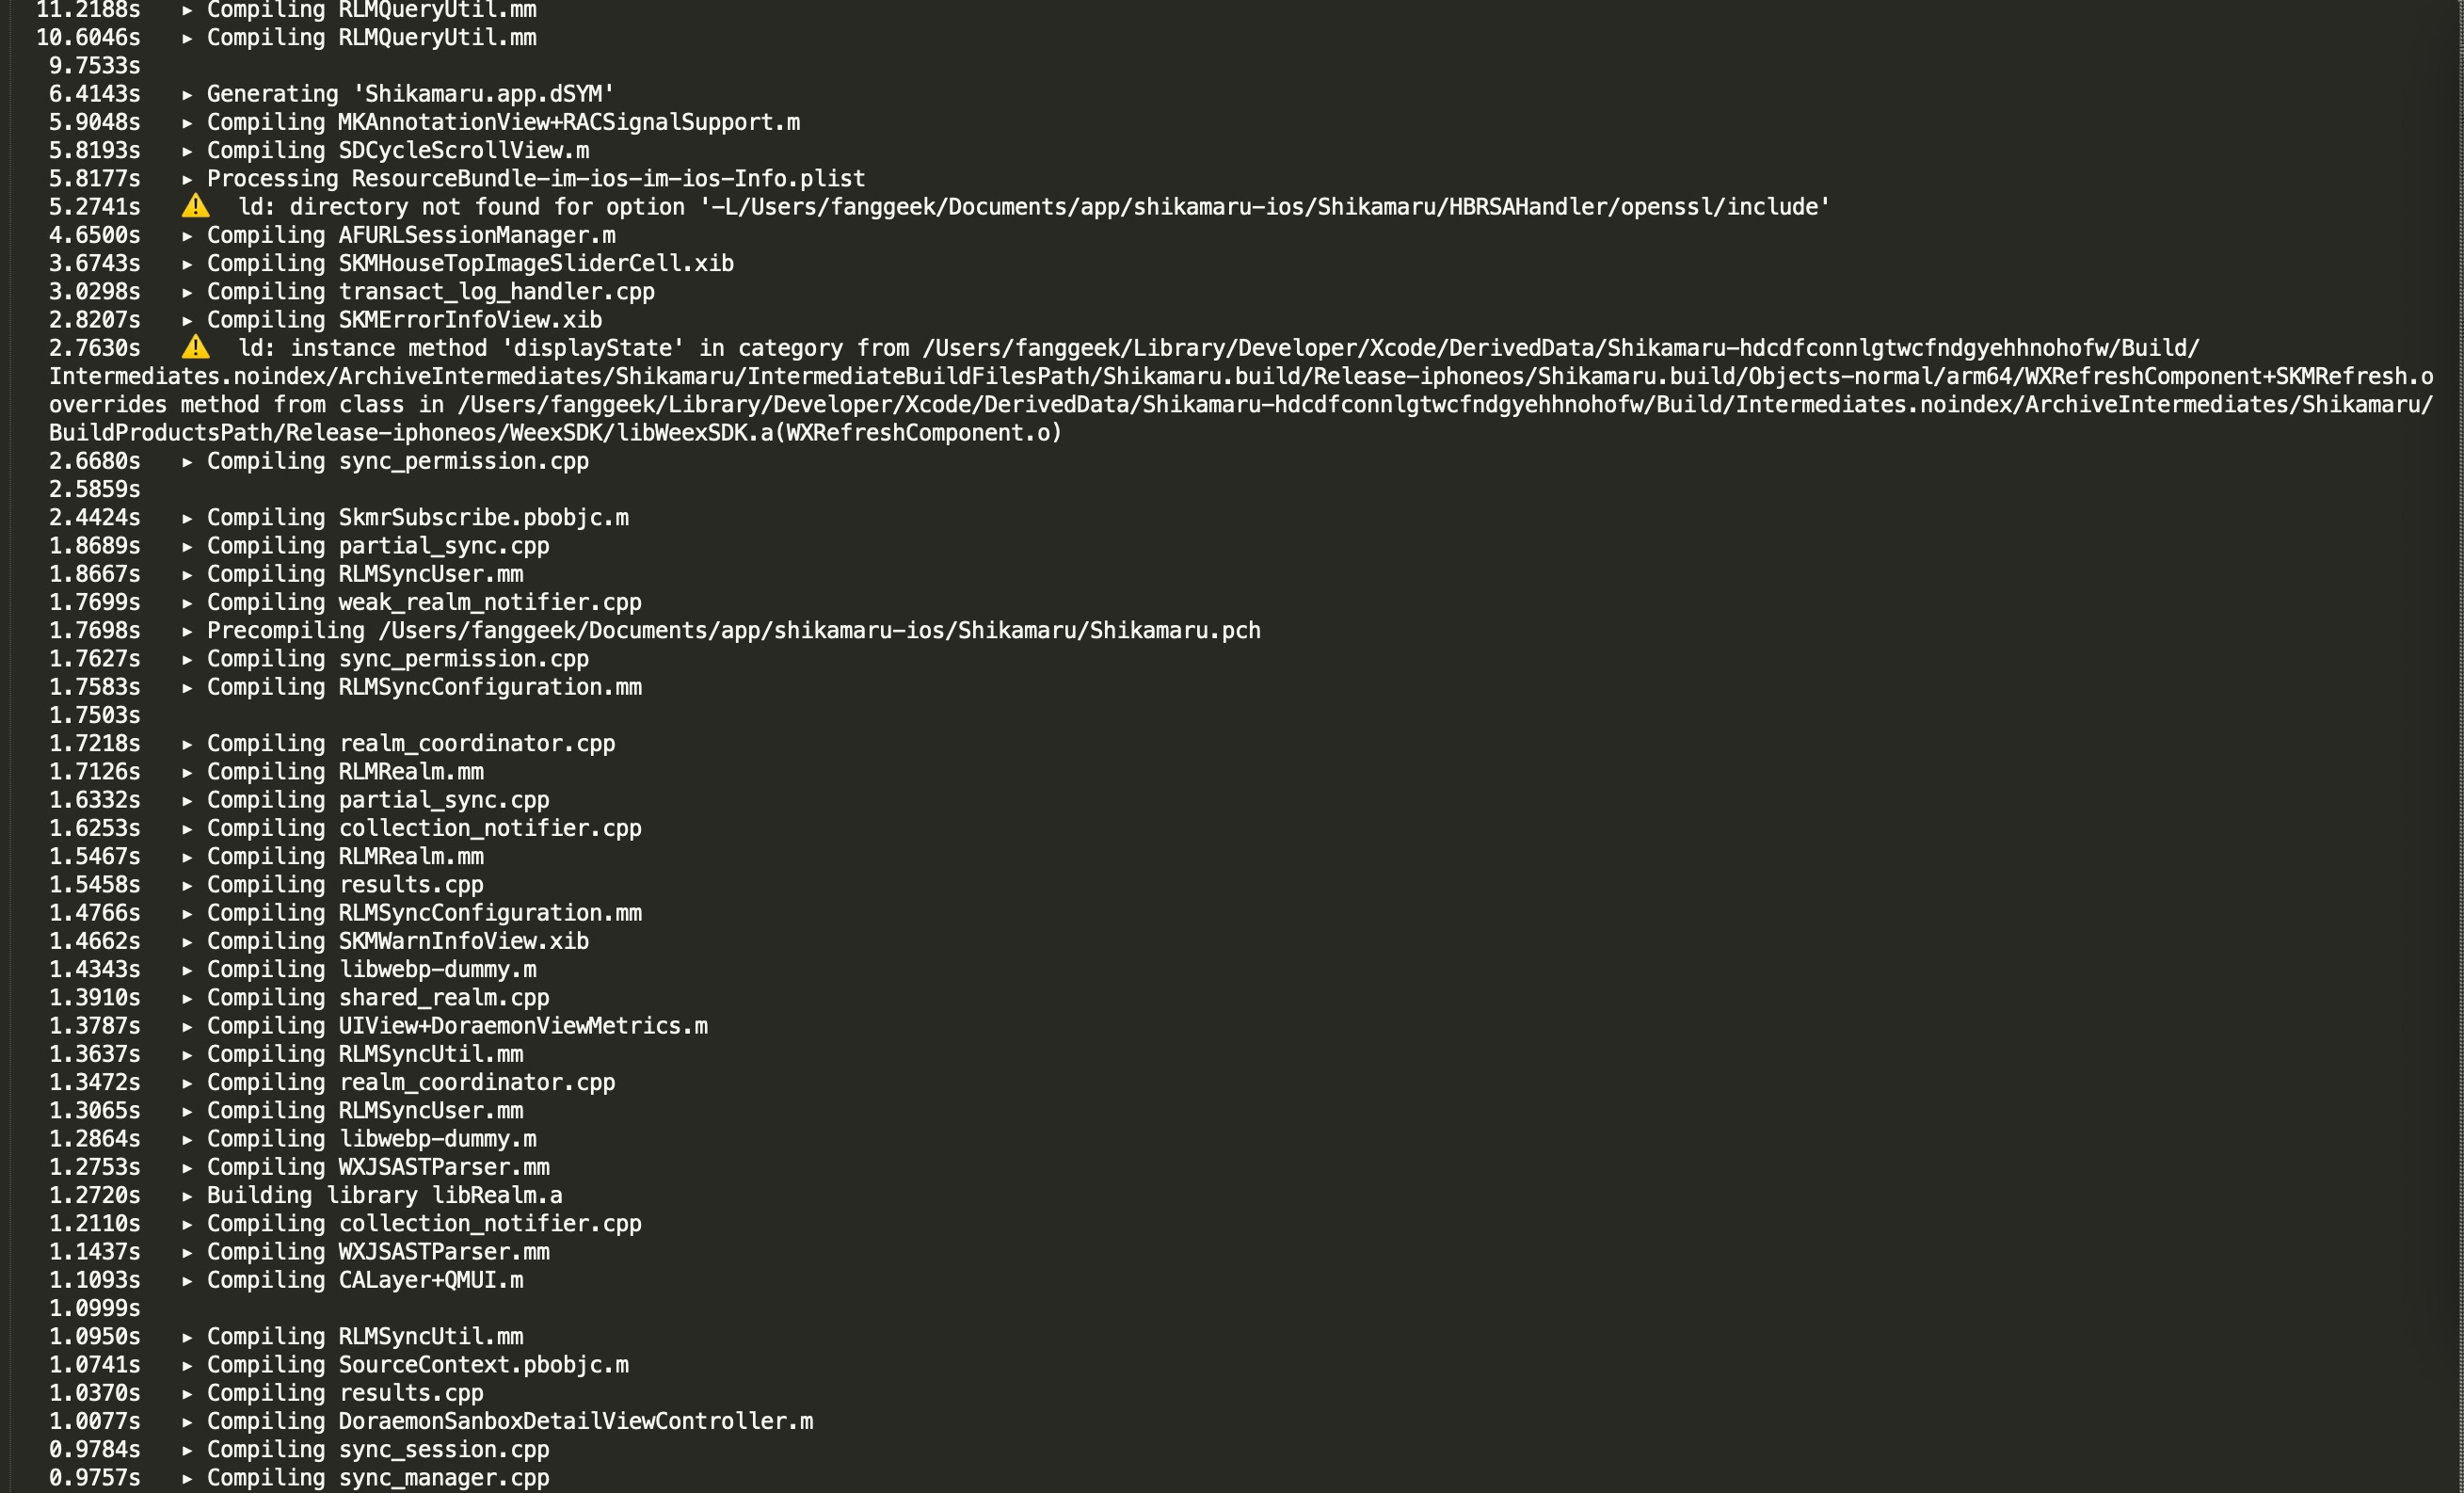 11.2188s ▸ Compiling RLMQueryUtil.mm
10.6046s ▸ Compiling RLMQueryUtil.mm
9.7533s
6.4143s ▸ Generating 'Shikamaru.app.dSYM'
5.9048s ▸ Compiling MKAnnotationView+RACSignalSupport.m
5.8193s ▸ Compiling SDCycleScrollView.m
5.8177s ▸ Processing ResourceBundle-im-ios-im-ios-Info.plist
5.2741s ⚠️ ld: directory not found for option '-L/Users/fanggeek/Documents/app/shikamaru-ios/Shikamaru/HBRSAHandler/openssl/include'
4.6500s ▸ Compiling AFURLSessionManager.m
3.6743s ▸ Compiling SKMHouseTopImageSliderCell.xib
3.0298s ▸ Compiling transact_log_handler.cpp
2.8207s ▸ Compiling SKMErrorInfoView.xib
2.7630s ⚠️ ld: instance method 'displayState' in category from /Users/fanggeek/Library/Developer/Xcode/DerivedData/Shikamaru-hdcdfconnlgtwcfndgyehhnohofw/Build/
Intermediates.noindex/ArchiveIntermediates/Shikamaru/IntermediateBuildFilesPath/Shikamaru.build/Release-iphoneos/Shikamaru.build/Objects-normal/arm64/WXRefreshComponent+SKMRefresh.o
overrides method from class in /Users/fanggeek/Library/Developer/Xcode/DerivedData/Shikamaru-hdcdfconnlgtwcfndgyehhnohofw/Build/Intermediates.noindex/ArchiveIntermediates/Shikamaru/
BuildProductsPath/Release-iphoneos/WeexSDK/libWeexSDK.a(WXRefreshComponent.o)
2.6680s ▸ Compiling sync_permission.cpp
2.5859s
2.4424s ▸ Compiling SkmrSubscribe.pbobjc.m
1.8689s ▸ Compiling partial_sync.cpp
1.8667s ▸ Compiling RLMSyncUser.mm
1.7699s ▸ Compiling weak_realm_notifier.cpp
1.7698s ▸ Precompiling /Users/fanggeek/Documents/app/shikamaru-ios/Shikamaru/Shikamaru.pch
1.7627s ▸ Compiling sync_permission.cpp
1.7583s ▸ Compiling RLMSyncConfiguration.mm
1.7503s
1.7218s ▸ Compiling realm_coordinator.cpp
1.7126s ▸ Compiling RLMRealm.mm
1.6332s ▸ Compiling partial_sync.cpp
1.6253s ▸ Compiling collection_notifier.cpp
1.5467s ▸ Compiling RLMRealm.mm
1.5458s ▸ Compiling results.cpp
1.4766s ▸ Compiling RLMSyncConfiguration.mm
1.4662s ▸ Compiling SKMWarnInfoView.xib
1.4343s ▸ Compiling libwebp-dummy.m
1.3910s ▸ Compiling shared_realm.cpp
1.3787s ▸ Compiling UIView+DoraemonViewMetrics.m
1.3637s ▸ Compiling RLMSyncUtil.mm
1.3472s ▸ Compiling realm_coordinator.cpp
1.3065s ▸ Compiling RLMSyncUser.mm
1.2864s ▸ Compiling libwebp-dummy.m
1.2753s ▸ Compiling WXJSASTParser.mm
1.2720s ▸ Building library libRealm.a
1.2110s ▸ Compiling collection_notifier.cpp
1.1437s ▸ Compiling WXJSASTParser.mm
1.1093s ▸ Compiling CALayer+QMUI.m
1.0999s
1.0950s ▸ Compiling RLMSyncUtil.mm
1.0741s ▸ Compiling SourceContext.pbobjc.m
1.0370s ▸ Compiling results.cpp
1.0077s ▸ Compiling DoraemonSanboxDetailViewController.m
0.9784s ▸ Compiling sync_session.cpp
0.9757s ▸ Compiling sync_manager.cpp